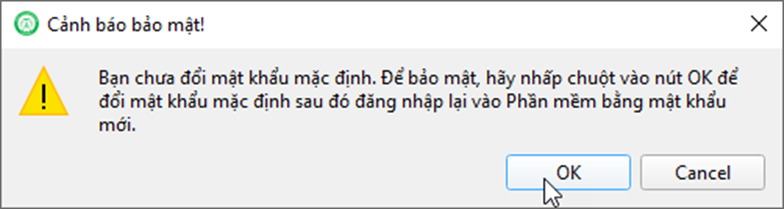 Cảnh báo bảo mật!
Bạn chưa đổi mật khẩu mặc định. Để bảo mật, hãy nhấp chuột vào nút OK để
đổi mật khẩu mặc định sau đó đăng nhập lại vào Phần mềm bằng mật khẩu
mới.
OK
Cancel